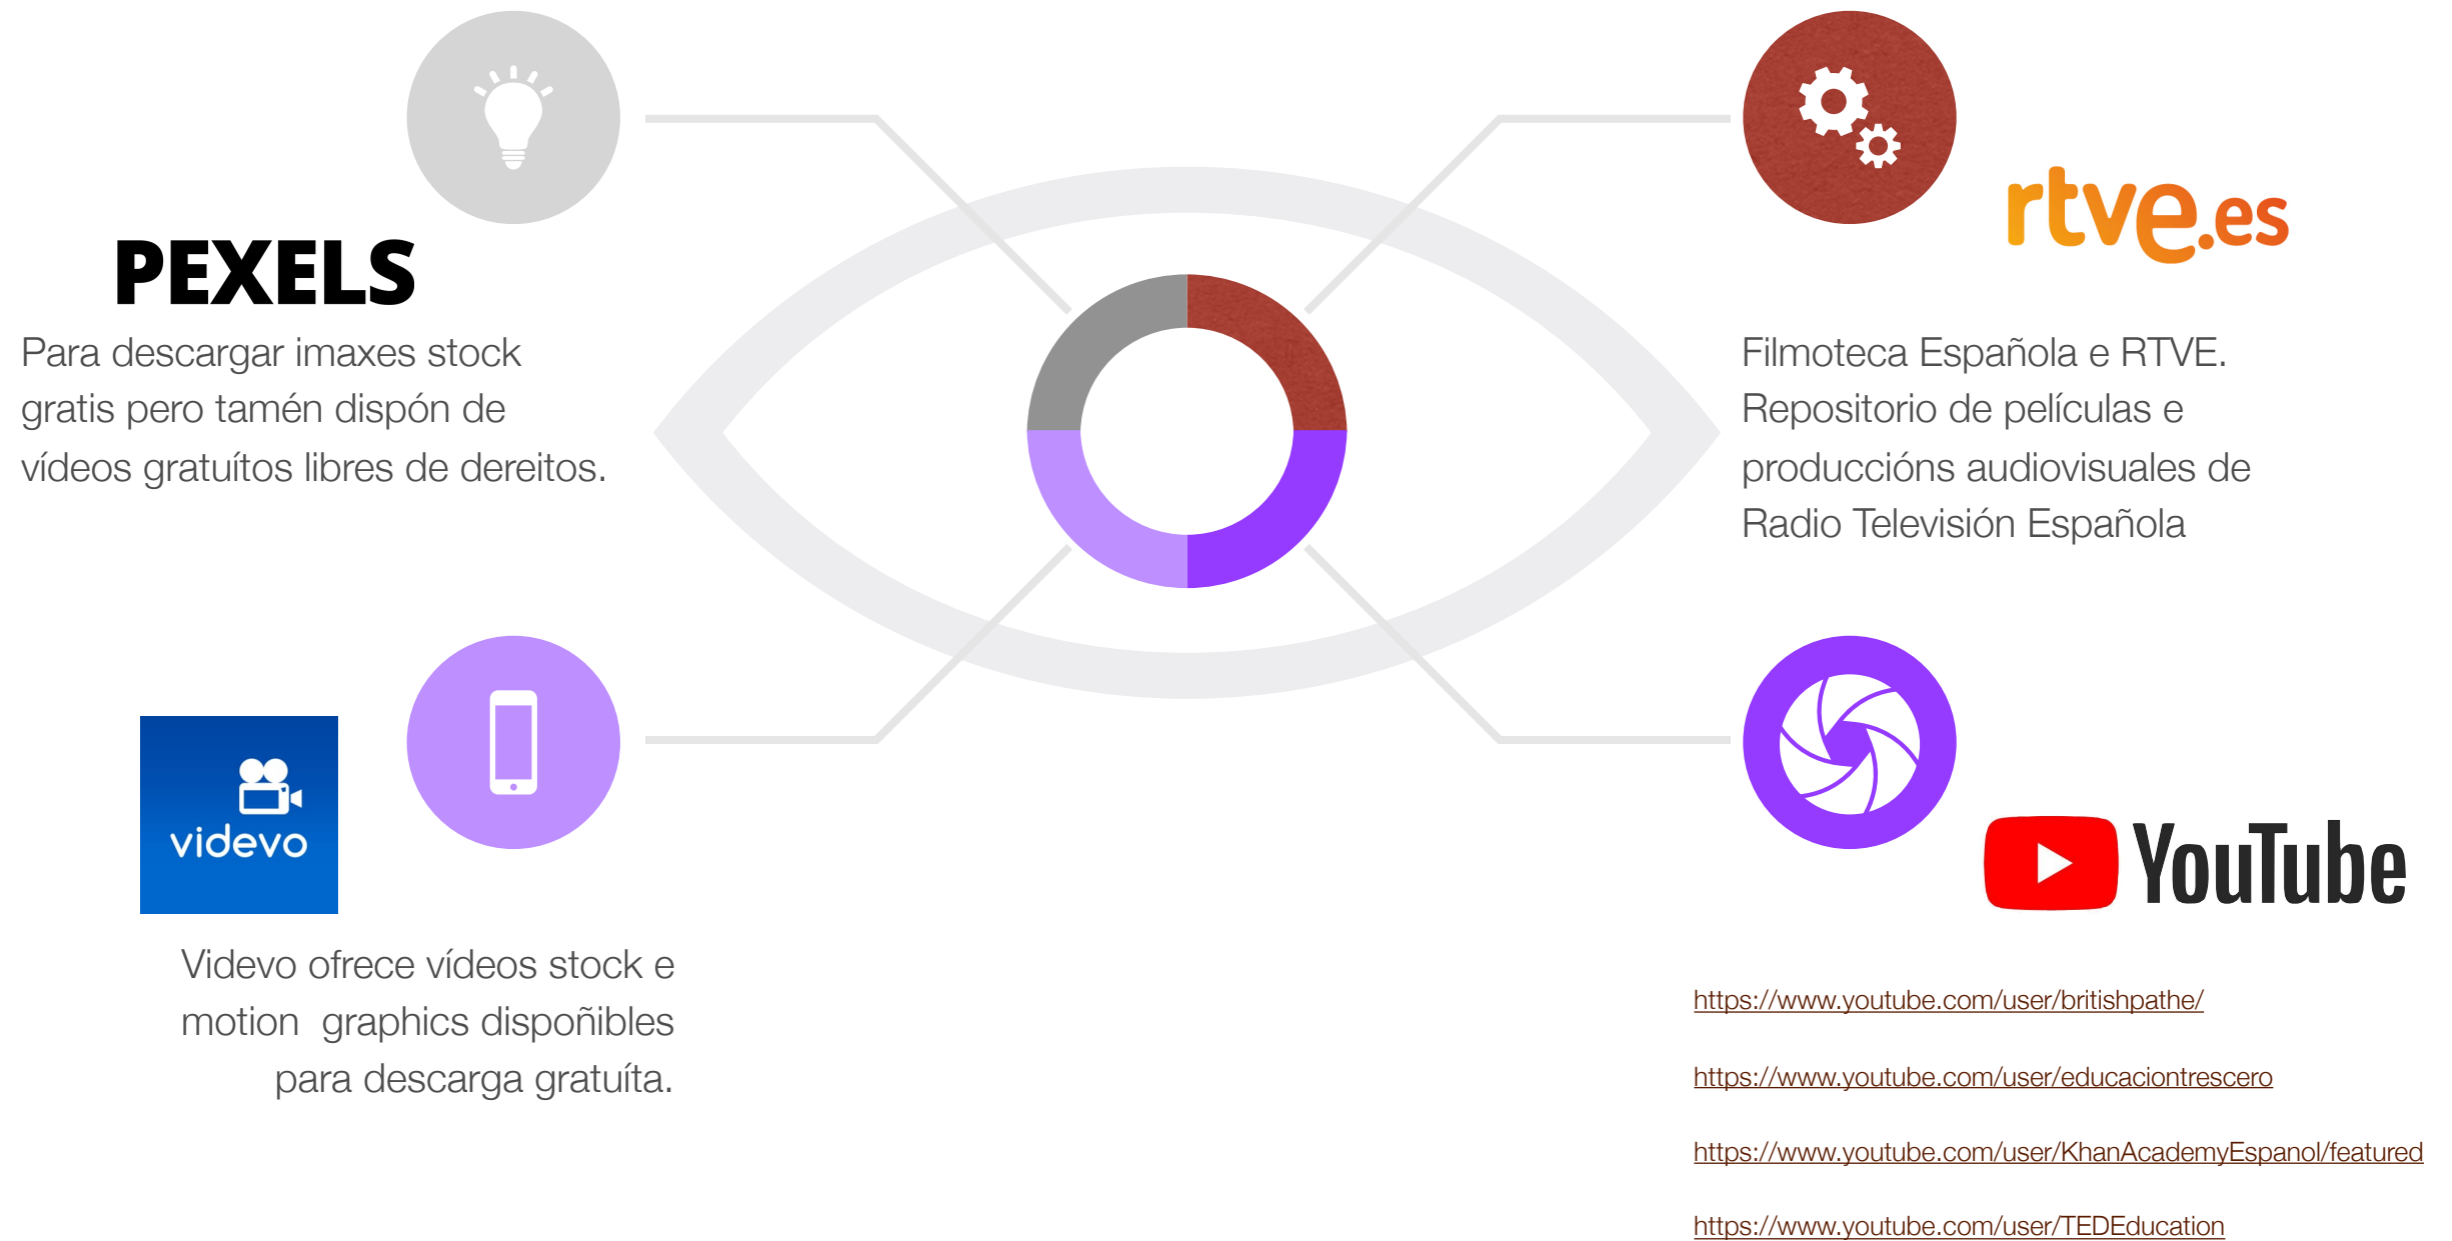 PEXELS
Para descargar imaxes stock
gratis pero tamén dispón de
vídeos gratuítos libres de dereitos.
rtve.es
Filmoteca Española e RTVE.
Repositorio de películas e
produccións audiovisuales de
Radio Televisión Española
videvo
Videvo ofrece vídeos stock e
motion  graphics dispoñibles
para descarga gratuíta.
YouTube
https://www.youtube.com/user/britishpathe/
https://www.youtube.com/user/educaciontrescero
https://www.youtube.com/user/KhanAcademyEspanol/featured
https://www.youtube.com/user/TEDEducation